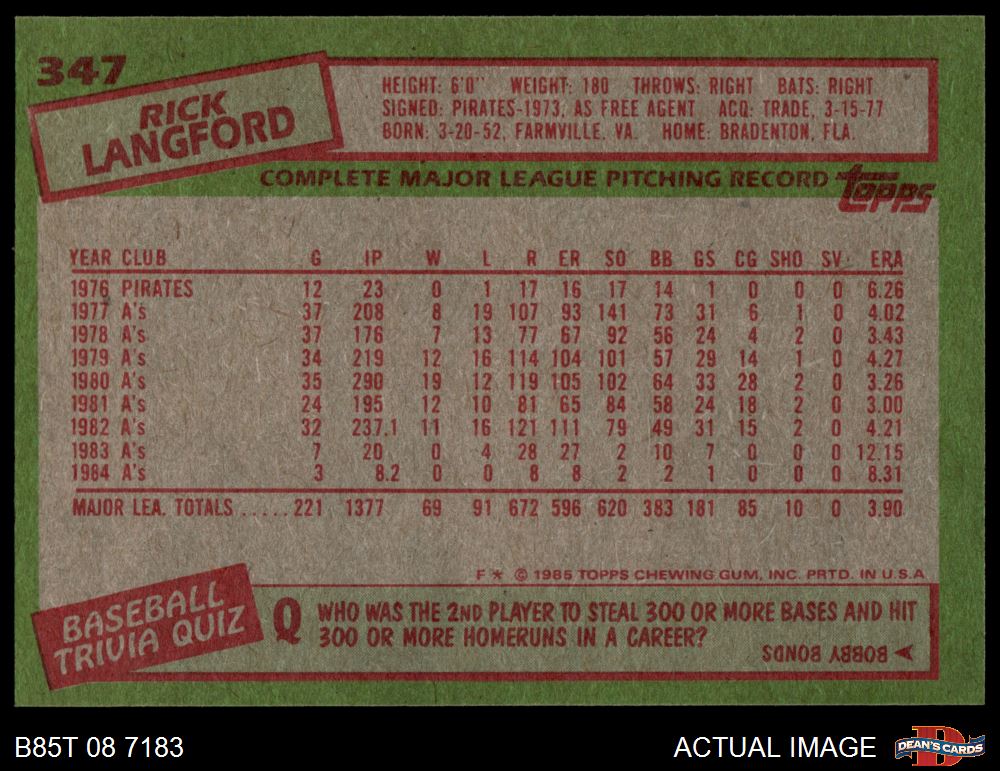 347
RICK
LANGFORD
HEIGHT: 6'0" WEIGHT: 180 THROWS: RIGHT BATS: RIGHT
SIGNED: PIRATES-1973, AS FREE AGENT ACQ: TRADE, 3-15-77
BORN: 3-20-52, FARMVILLE, VA. HOME: BRADENTON, FLA.
COMPLETE MAJOR LEAGUE PITCHING RECORD topps
YEAR CLUB G IP W L R ER SO BB GS CG SHO SV ERA
1976 PIRATES 12 23 0 1 17 16 17 14 1 0 0 0 6.26
1977 A's 37 208 8 19 107 93 141 73 31 6 1 0 4.02
1978 A's 37 176 7 13 77 67 92 56 24 4 2 0 3.43
1979 A's 34 219 12 16 114 104 101 57 29 14 1 0 4.27
1980 A's 35 290 19 12 119 105 102 64 33 28 2 0 3.26
1981 A's 24 195 12 10 81 65 84 58 24 18 2 0 3.00
1982 A's 32 237.1 11 16 121 111 79 49 31 15 2 0 4.21
1983 A's 7 20 0 4 28 27 2 10 7 0 0 0 12.15
1984 A's 3 8.2 0 0 8 8 2 2 1 0 0 0 8.31
MAJOR LEA. TOTALS ..... 221 1377 69 91 672 596 620 383 181 85 10 0 3.90
F * © 1985 TOPPS CHEWING GUM, INC. PRTD. IN U.S.A
BASEBALL
TRIVIA QUIZ
Q WHO WAS THE 2ND PLAYER TO STEAL 300 OR MORE BASES AND HIT
300 OR MORE HOMERUNS IN A CAREER?
BOBBY BONDS
B85T 08 7183
ACTUAL IMAGE
D
DEAN'S CARDS